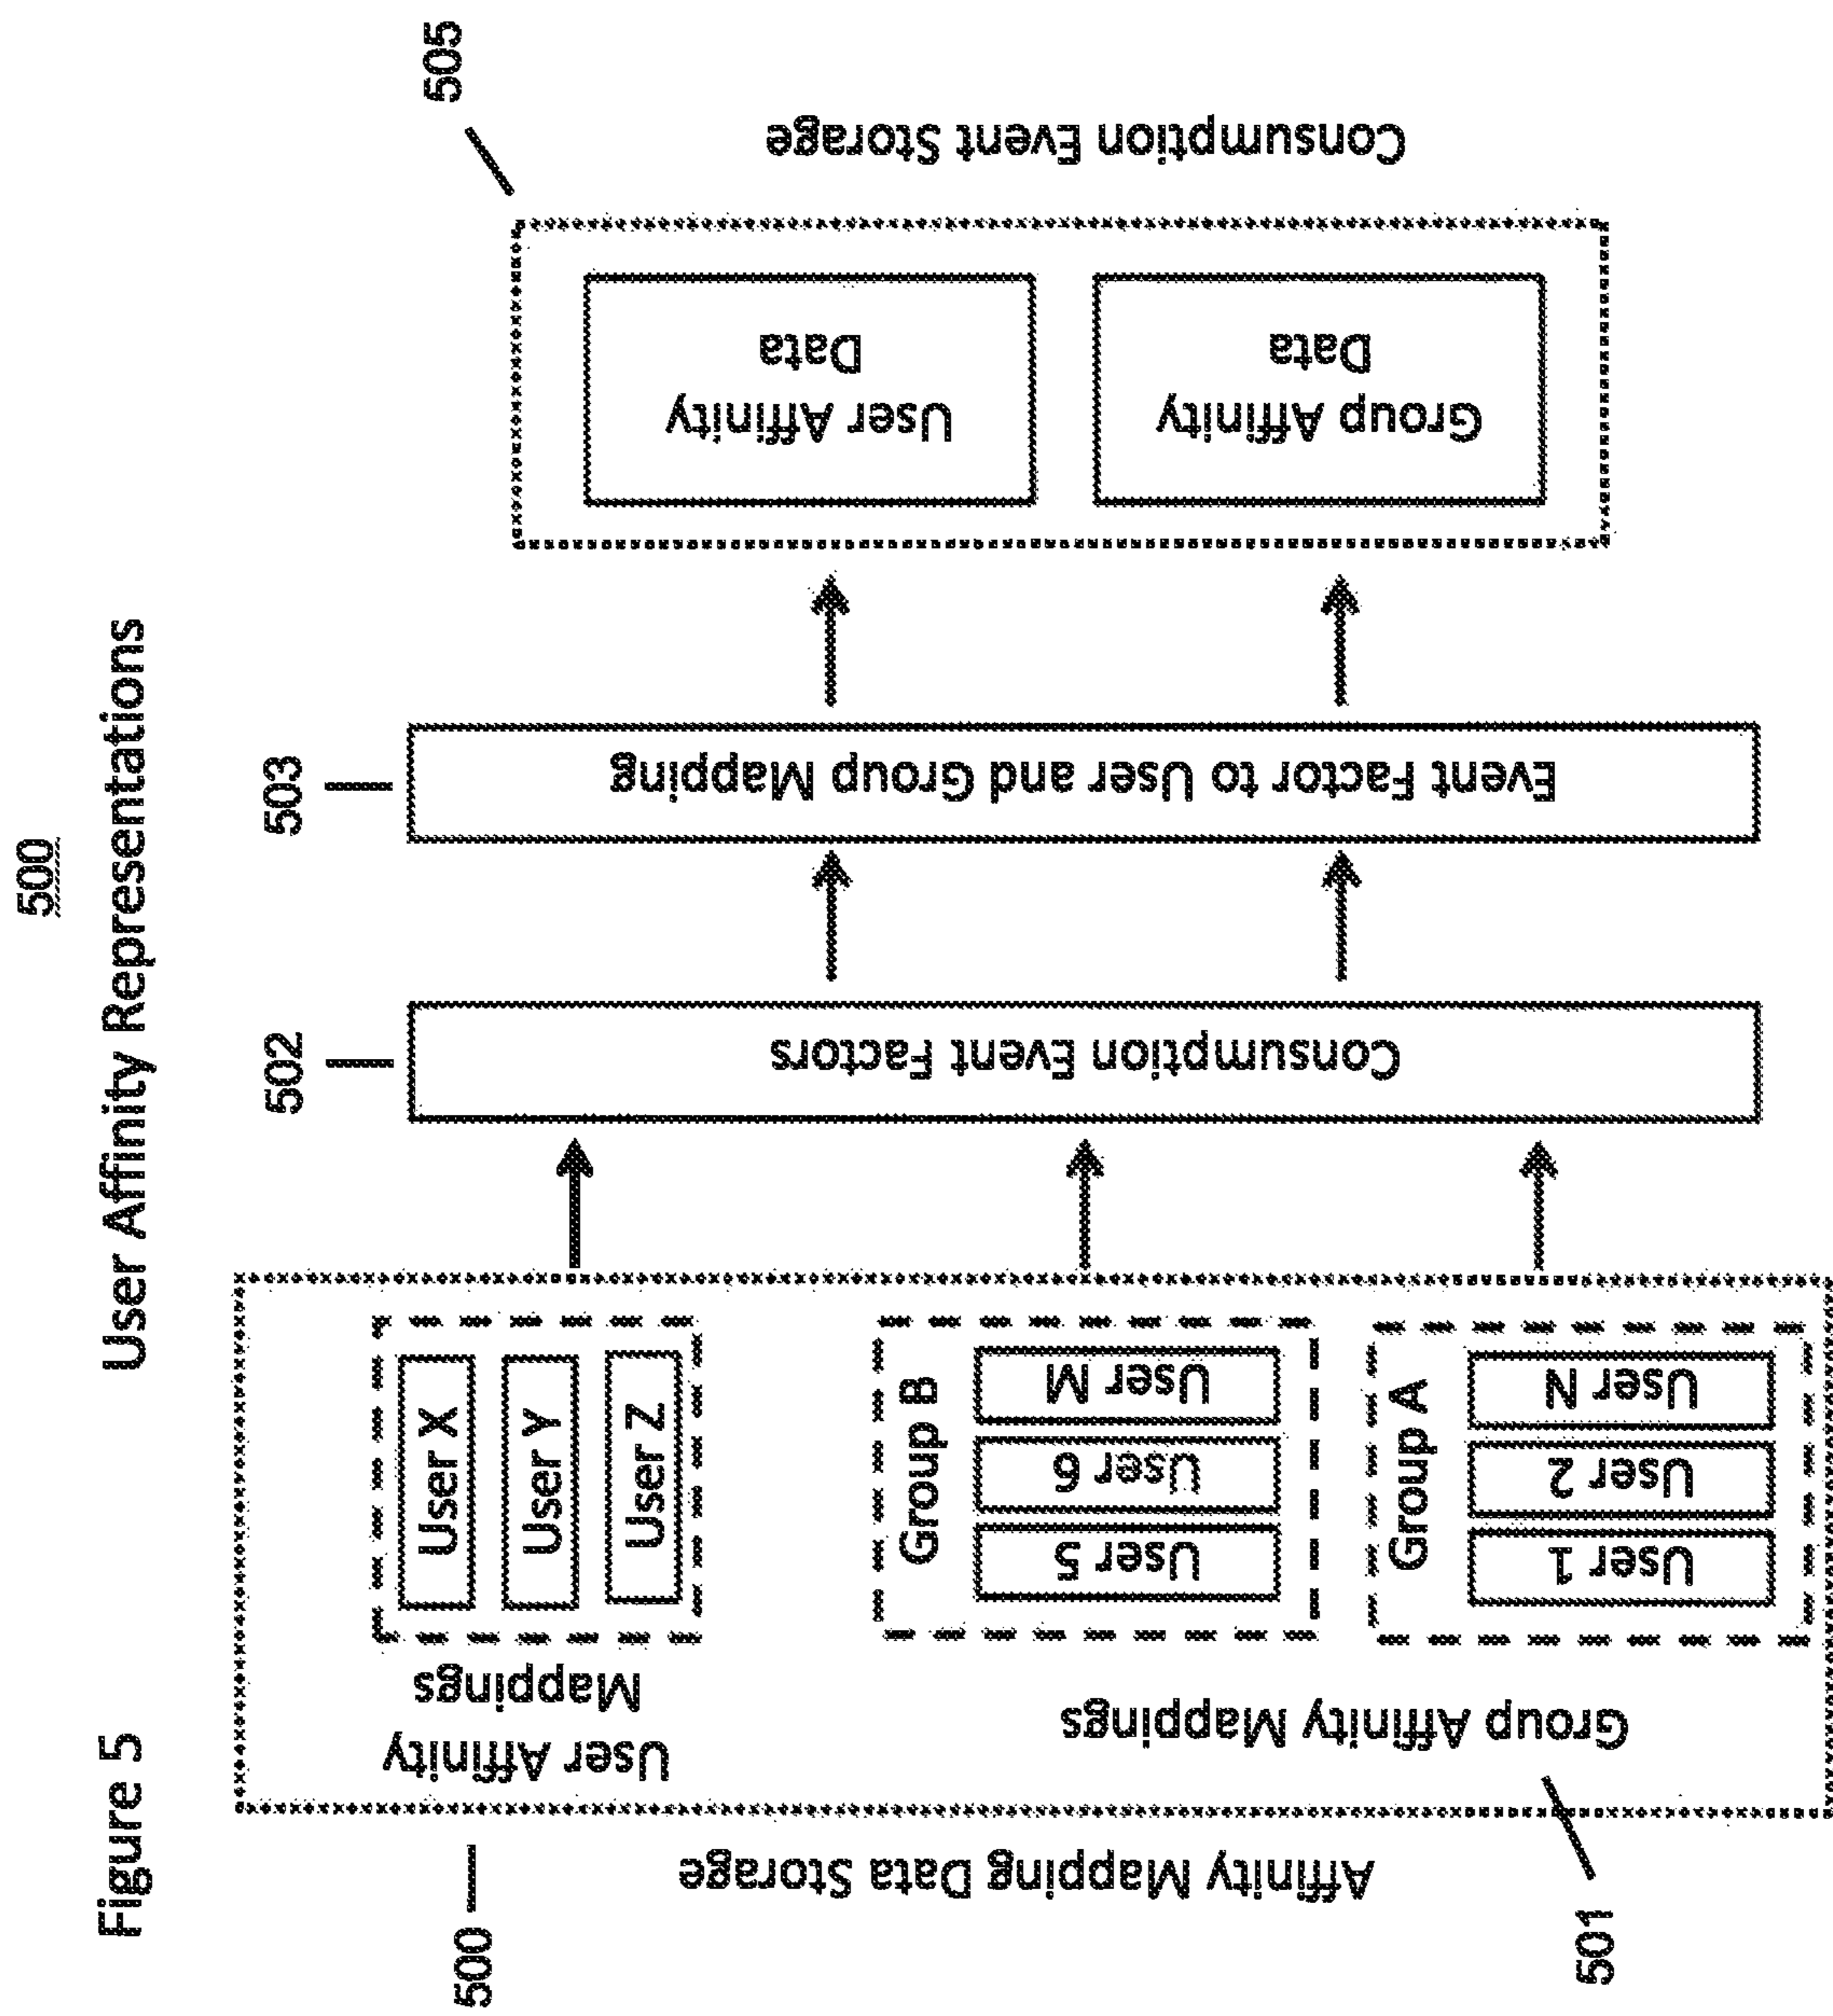 500
Figure 5
User Affinity Representations
500
Affinity Mapping Data Storage
User Affinity
Mappings
User X
User Y
User Z
Group B
User 5
User 6
User M
Group Affinity Mappings
Group A
User 1
User 2
User N
501
502
Consumption Event Factors
503
Event Factor to User and Group Mapping
505
User Affinity
Data
Group Affinity
Data
Consumption Event Storage